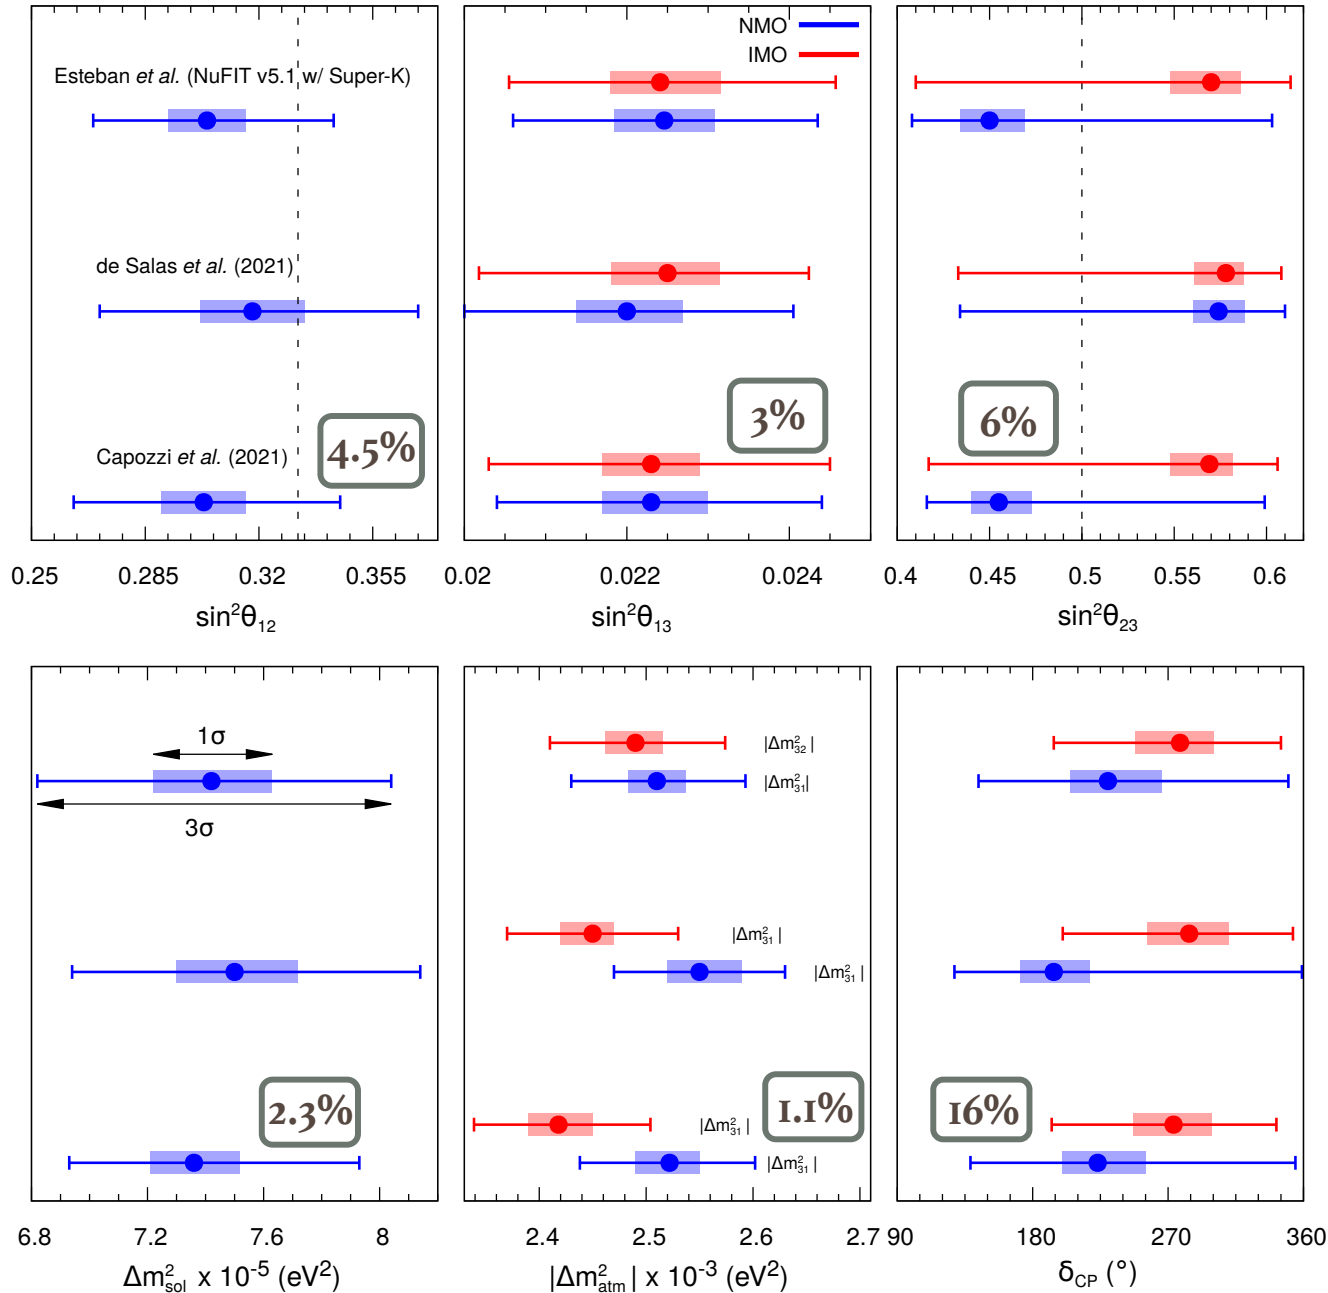 NMO
IMO
Esteban et al. (NuFIT v5.1 w/ Super-K)
de Salas et al. (2021)
Capozzi et al. (2021)
4.5%
3%
6%
0.25 0.285 0.32 0.355
0.02 0.022 0.024
0.4 0.45 0.5 0.55 0.6
sin²θ₁₂
sin²θ₁₃
sin²θ₂₃
1σ
3σ
|Δm²₃₂|
|Δm²₃₁|
|Δm²₃₁|
|Δm²₃₁|
|Δm²₃₁|
|Δm²₃₁|
2.3%
1.1%
16%
6.8 7.2 7.6 8
2.4 2.5 2.6 2.7
90 180 270 360
Δm²sol x 10⁻⁵ (eV²)
|Δm²atm| x 10⁻³ (eV²)
δCP (°)